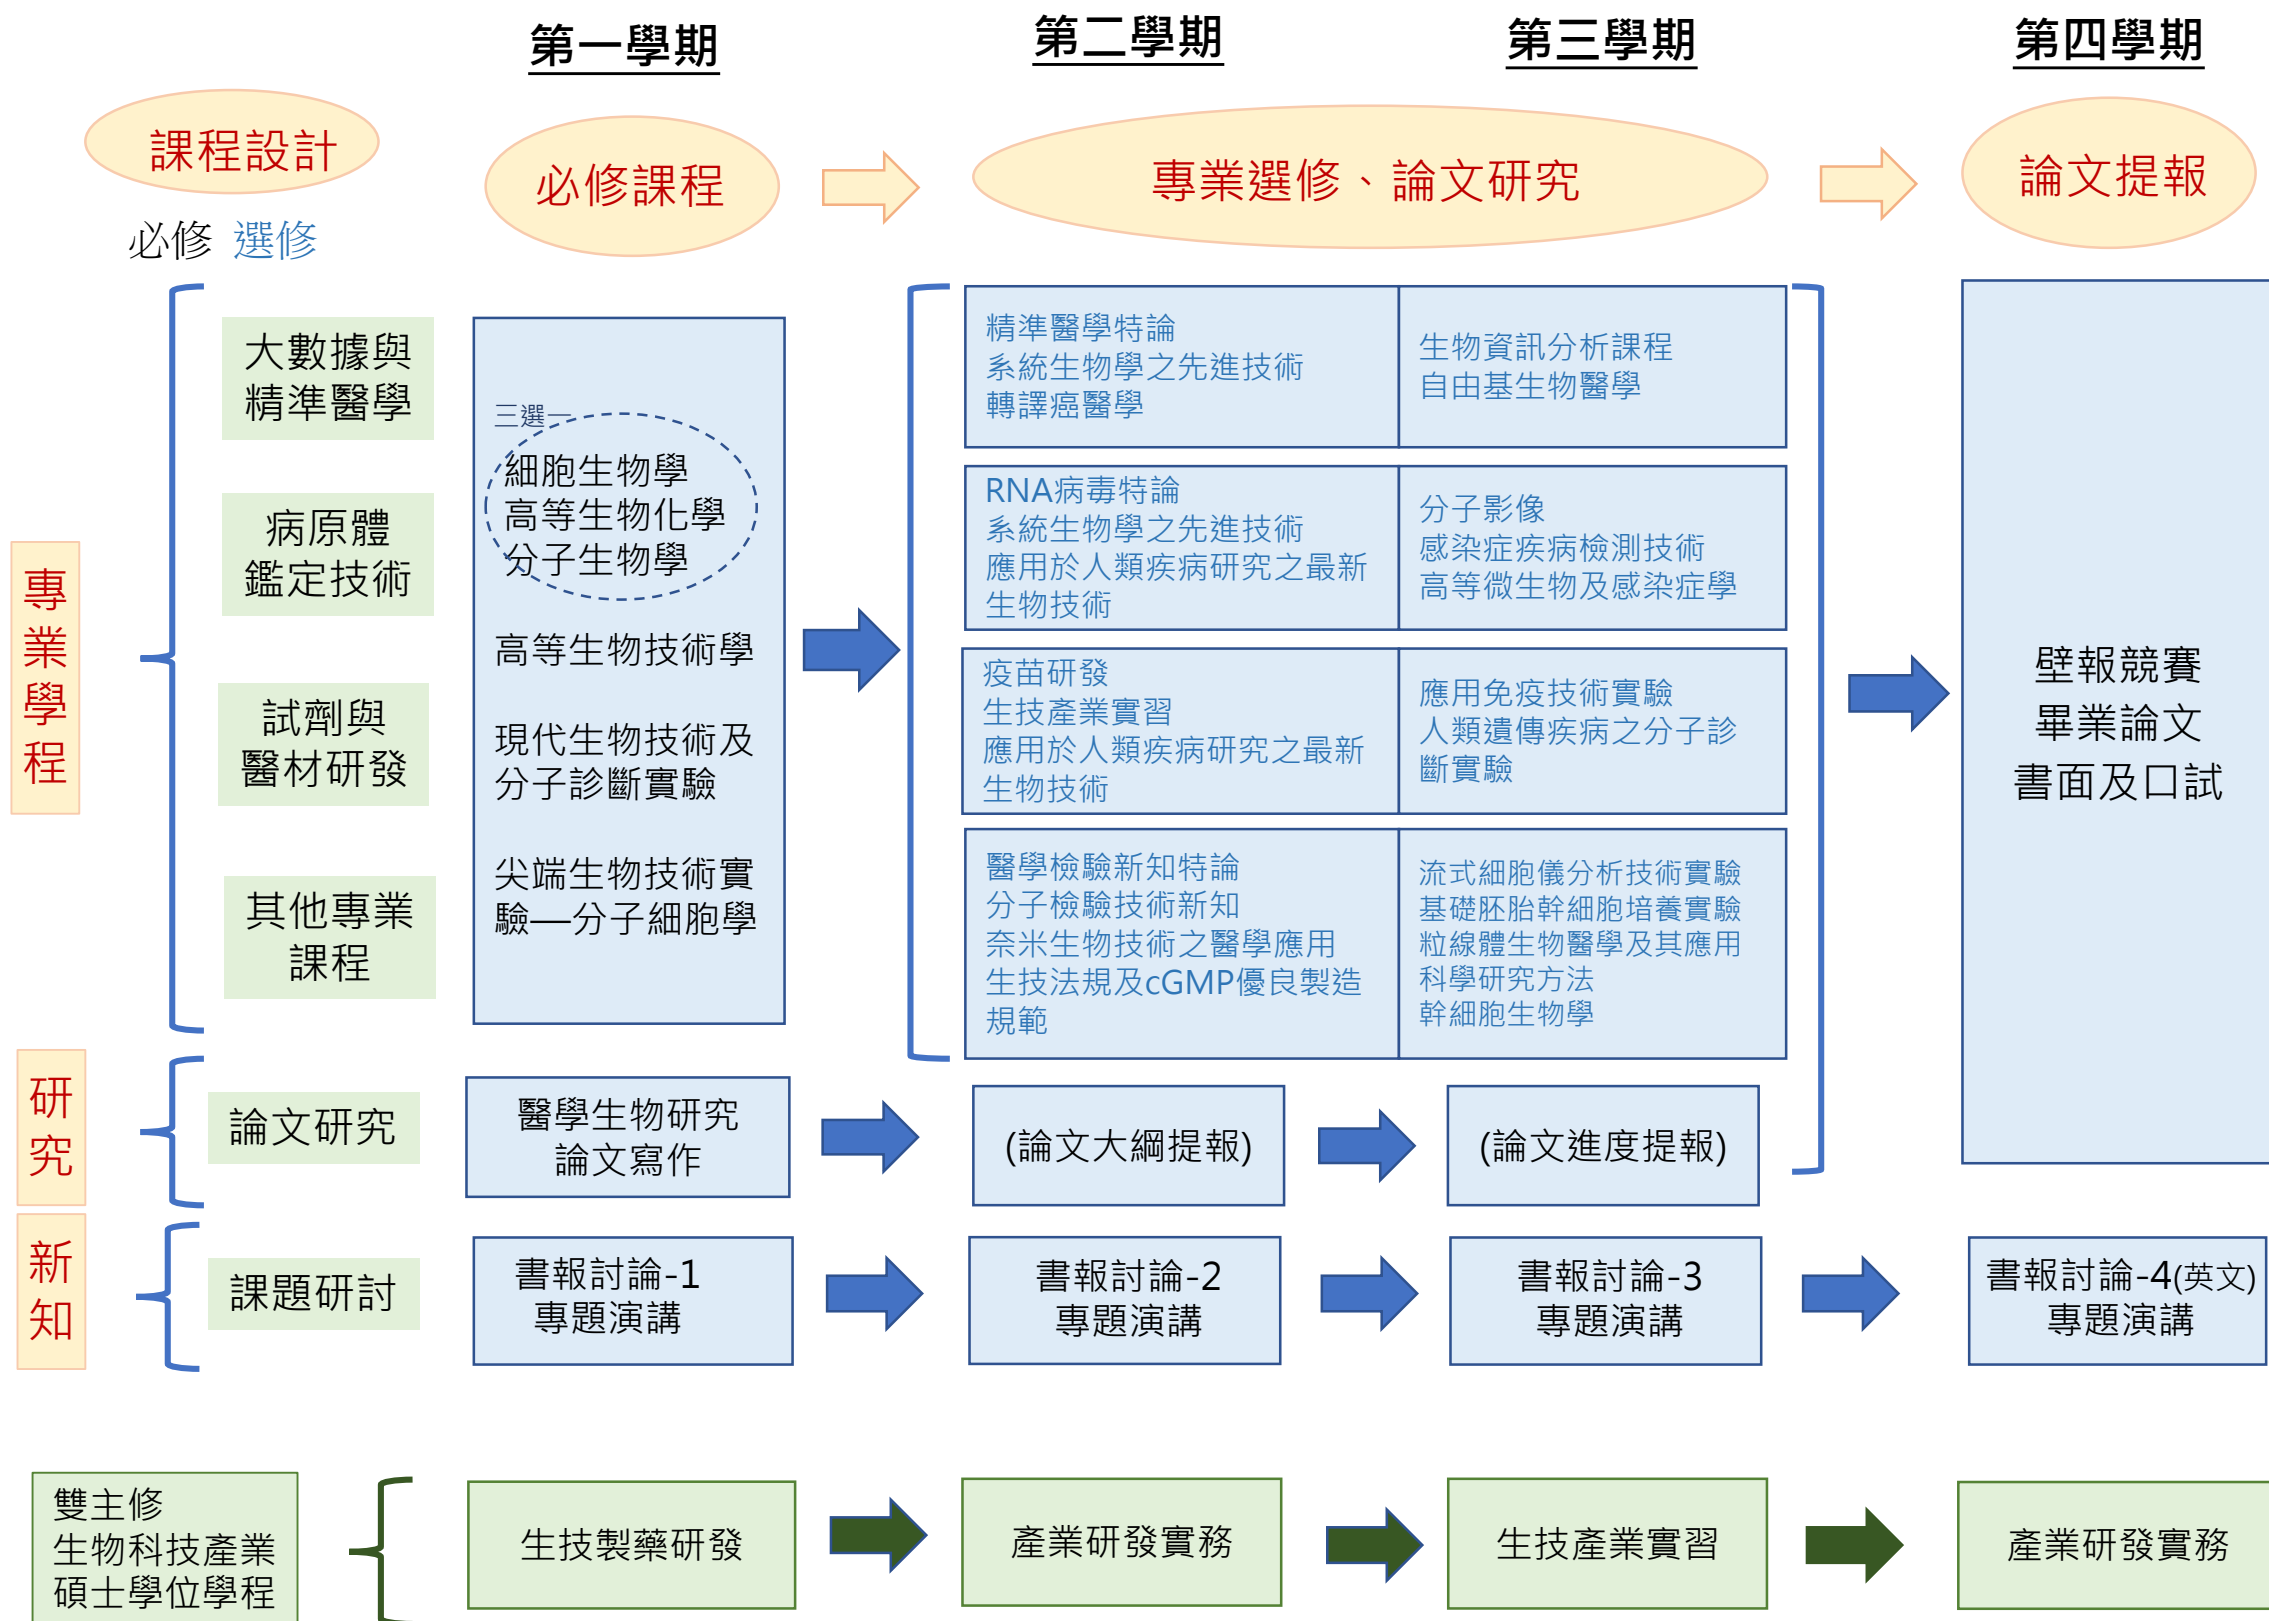 第一學期
第二學期
第三學期
第四學期
課程設計
必修課程
專業選修、論文研究
論文提報
必修 選修
專業學程
大數據與
精準醫學
病原體
鑑定技術
試劑與
醫材研發
其他專業
課程
三選一
細胞生物學
高等生物化學
分子生物學
高等生物技術學
現代生物技術及
分子診斷實驗
尖端生物技術實
驗—分子細胞學
精準醫學特論
系統生物學之先進技術
轉譯癌醫學
生物資訊分析課程
自由基生物醫學
RNA病毒特論
系統生物學之先進技術
應用於人類疾病研究之最新
生物技術
分子影像
感染症疾病檢測技術
高等微生物及感染症學
疫苗研發
生技產業實習
應用於人類疾病研究之最新
生物技術
應用免疫技術實驗
人類遺傳疾病之分子診
斷實驗
醫學檢驗新知特論
分子檢驗技術新知
奈米生物技術之醫學應用
生技法規及cGMP優良製造
規範
流式細胞儀分析技術實驗
基礎胚胎幹細胞培養實驗
粒線體生物醫學及其應用
科學研究方法
幹細胞生物學
壁報競賽
畢業論文
書面及口試
研究
論文研究
醫學生物研究
論文寫作
(論文大綱提報)
(論文進度提報)
新知
課題研討
書報討論-1
專題演講
書報討論-2
專題演講
書報討論-3
專題演講
書報討論-4(英文)
專題演講
雙主修
生物科技產業
碩士學位學程
生技製藥研發
產業研發實務
生技產業實習
產業研發實務